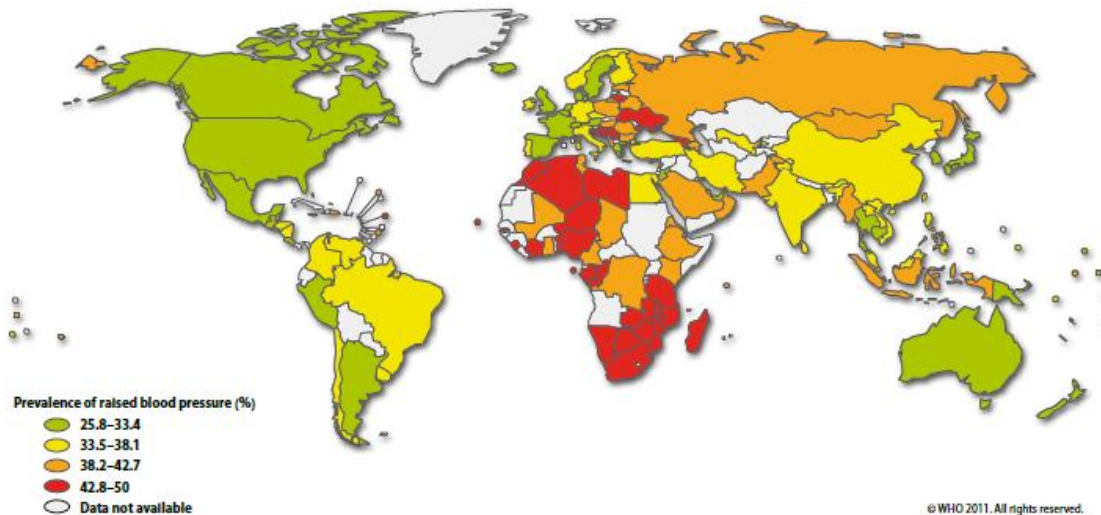 Prevalence of raised blood pressure (%)
25.8–33.4
33.5–38.1
38.2–42.7
42.8–50
Data not available
© WHO 2011. All rights reserved.